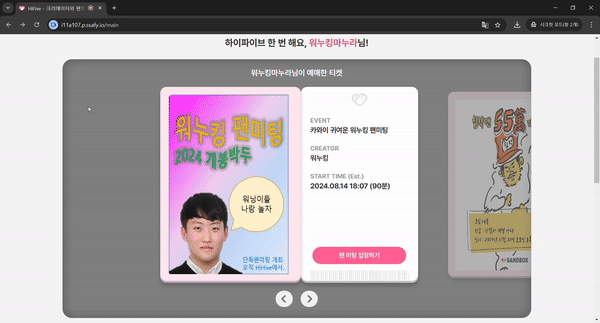 HiFive - 크리에이터와 팬의
i11a107.p.ssafy.io/main
시크릿 모드(창 2개)
하이파이브 한 번 해요, 워누킹마누라님!
워누킹마누라님이 예매한 티켓
워누킹 팬미팅
2024 개봉박두
워닝이들
나랑 놀자
단독팬미팅 개최
오직 HiHive에서.
EVENT
카와이 귀여운 워누킹 팬미팅
CREATOR
워누킹
START TIME (Est.)
2024.08.14 18:07 (90분)
팬 미팅 입장하기
55萬
SANDBOX